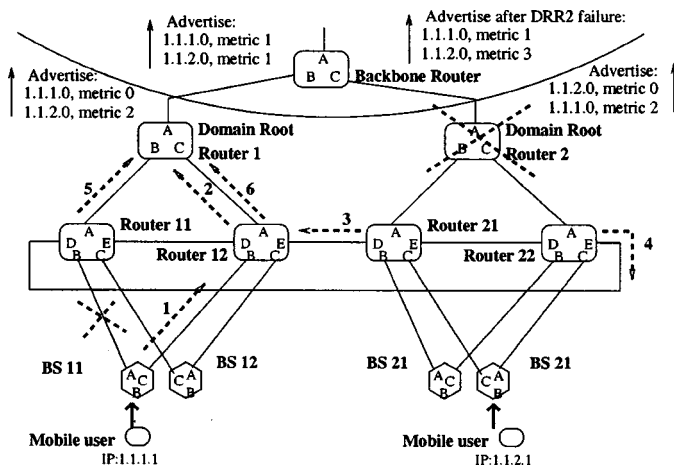 Advertise:
1.1.1.0, metric 1
1.1.2.0, metric 1
Advertise after DRR2 failure:
1.1.1.0, metric 1
1.1.2.0, metric 3
A
B C
Backbone Router
Advertise:
1.1.1.0, metric 0
1.1.2.0, metric 2
Advertise:
1.1.2.0, metric 0
1.1.1.0, metric 2
A
B C
Domain Root
Router 1
A
B C
Domain Root
Router 2
5
2
6
3
4
1
A
D E
B C
Router 11
A
D E
B C
Router 12
A
D E
B C
Router 21
A
D E
B C
Router 22
BS 11
A C
B
BS 12
C A
B
BS 21
A C
B
BS 21
C A
B
Mobile user
IP:1.1.1.1
Mobile user
IP:1.1.2.1